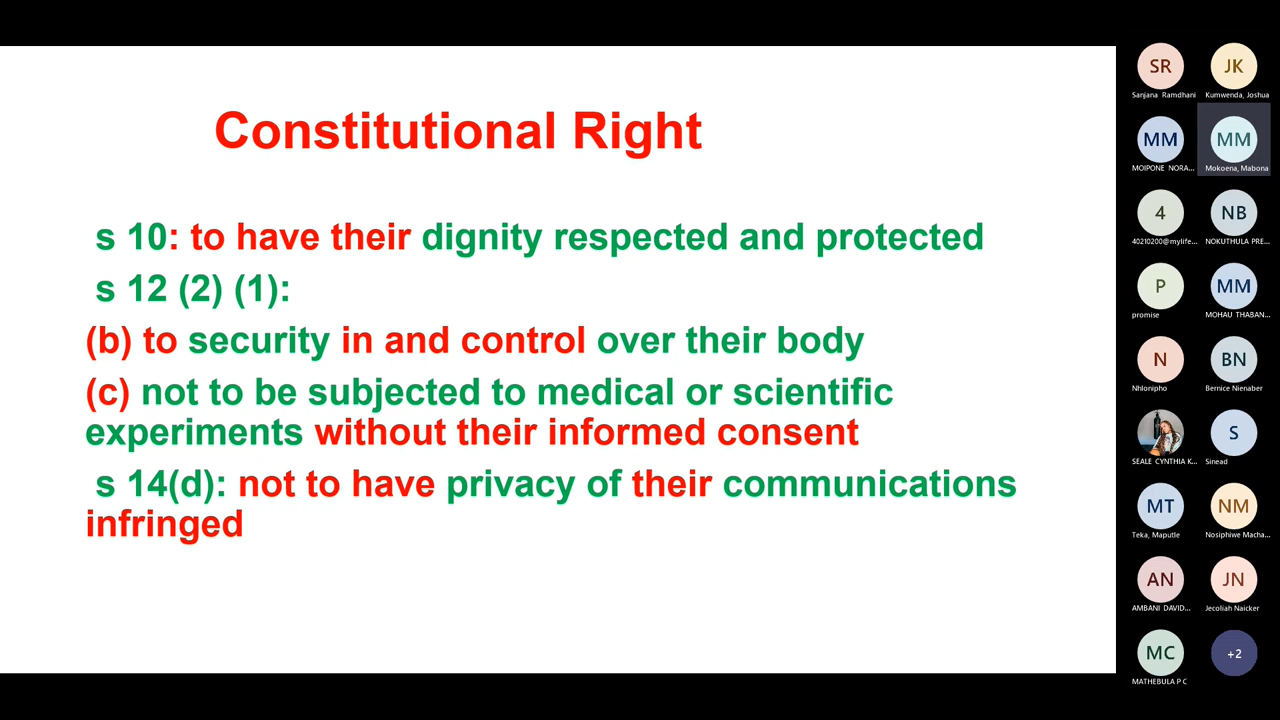 Constitutional Right
s 10: to have their dignity respected and protected
s 12 (2) (1):
(b) to security in and control over their body
(c) not to be subjected to medical or scientific
experiments without their informed consent
s 14(d): not to have privacy of their communications
infringed
SR
JK
Sanjana Ramdhani
Kumwenda, Joshua
MM
MM
MOIPONE NORA...
Mokoena, Mabona
4
NB
40210200@mylife...
NOKUTHULA PRE...
P
MM
promise
MOHAU THABAN...
N
BN
Nhlonipho
Bernice Nienaber
S
SEALE CYNTHIA K...
Sinead
MT
NM
Teka, Maputle
Nosiphiwe Macha...
AN
JN
AMBANI DAVID...
Jecoliah Naicker
MC
+2
MATHEBULA P C